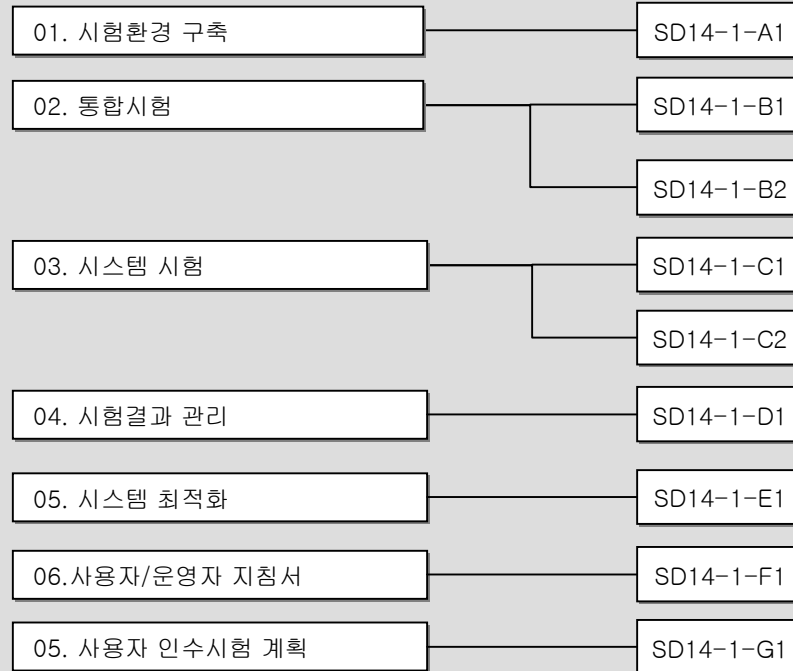 01. 시험환경 구축
SD14-1-A1
02. 통합시험
SD14-1-B1
SD14-1-B2
03. 시스템 시험
SD14-1-C1
SD14-1-C2
04. 시험결과 관리
SD14-1-D1
05. 시스템 최적화
SD14-1-E1
06.사용자/운영자 지침서
SD14-1-F1
05. 사용자 인수시험 계획
SD14-1-G1